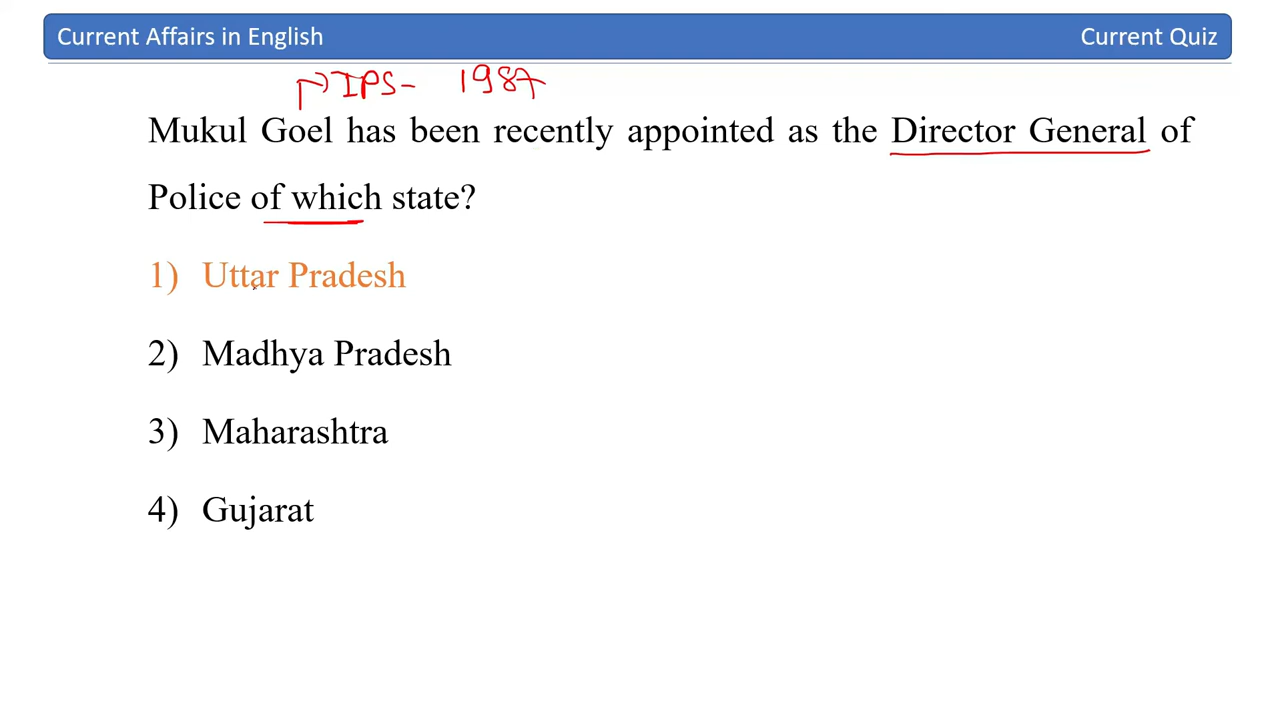 Current Affairs in English
Current Quiz
IPS- 1987
Mukul Goel has been recently appointed as the Director General of
Police of which state?
1) Uttar Pradesh
2) Madhya Pradesh
3) Maharashtra
4) Gujarat